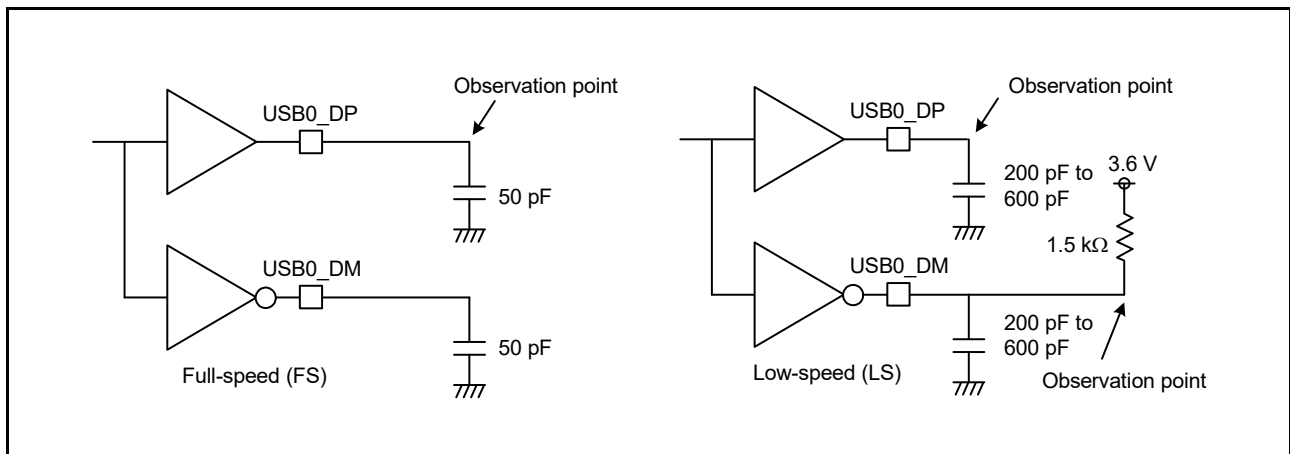 Observation point
USB0_DP
50 pF
USB0_DM
50 pF
Full-speed (FS)
Observation point
USB0_DP
200 pF to
600 pF
3.6 V
1.5 kΩ
USB0_DM
200 pF to
600 pF
Observation point
Low-speed (LS)